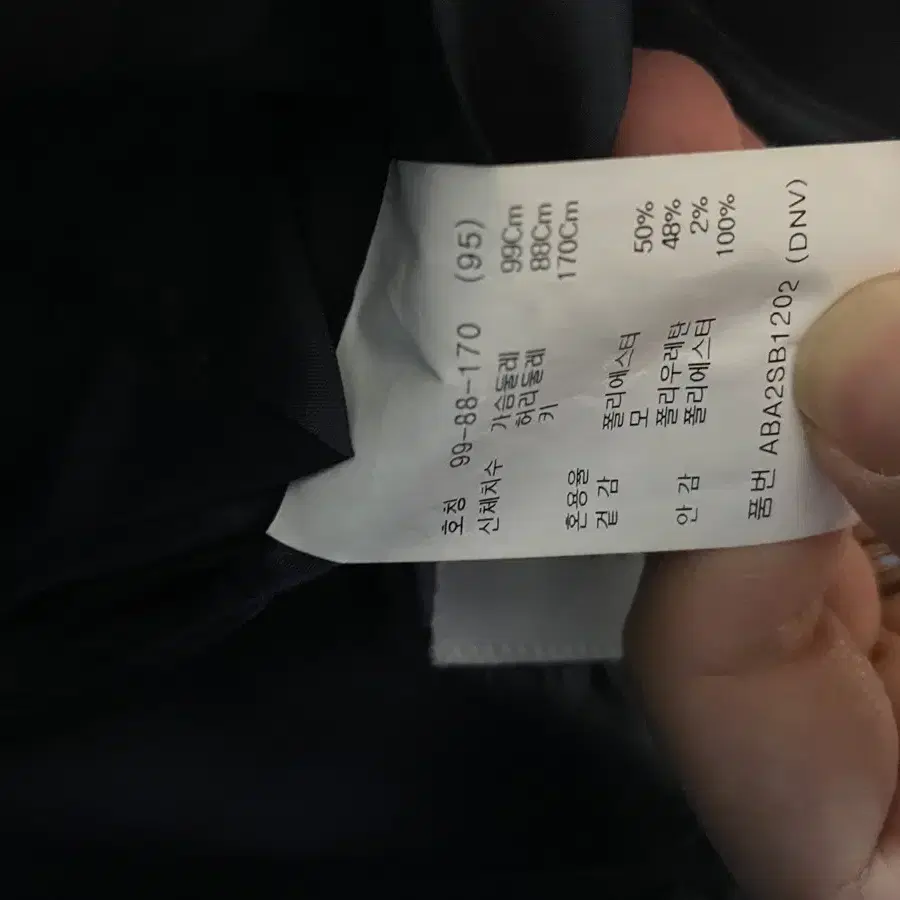 호칭 99-88-170 (95)
신체치수 가슴둘레 99Cm
허리둘레 88Cm
키 170Cm
혼용율
겉 감 폴리에스터 50%
모 48%
폴리우레탄 2%
안 감 폴리에스터 100%
품번 ABA2SB1202 (DNV)